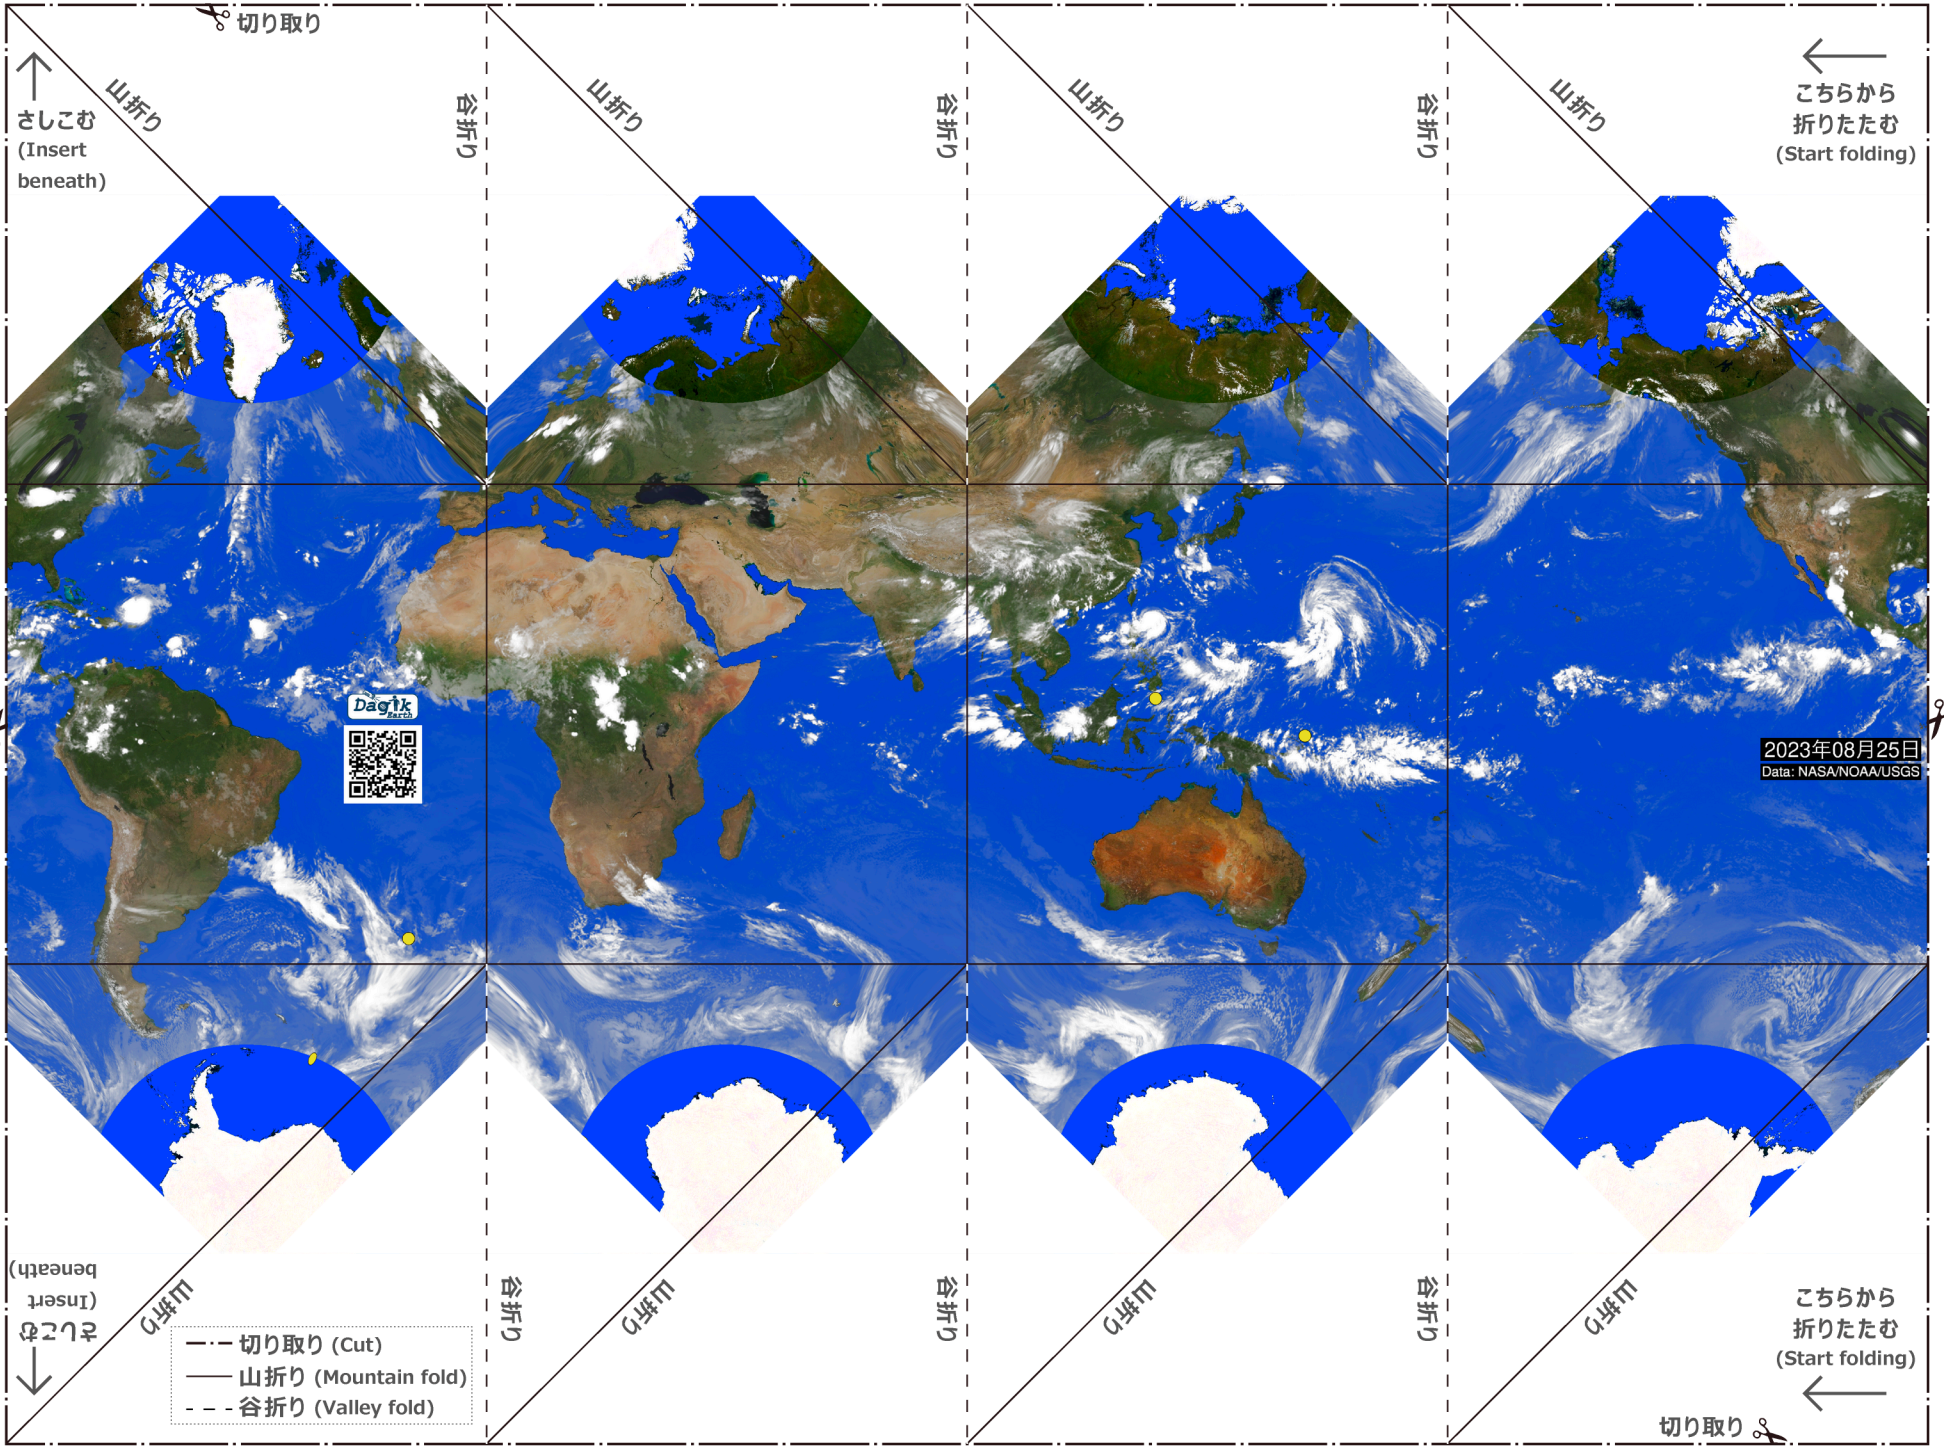 切り取り
さしこむ
(Insert
beneath)
山折り
谷折り
山折り
谷折り
山折り
谷折り
山折り
こちらから
折りたたむ
(Start folding)
Dagik
Earth
2023年08月25日
Data: NASA/NOAA/USGS
さしこむ
(Insert
beneath)
山折り
谷折り
山折り
谷折り
山折り
谷折り
山折り
こちらから
折りたたむ
(Start folding)
切り取り (Cut)
山折り (Mountain fold)
谷折り (Valley fold)
切り取り